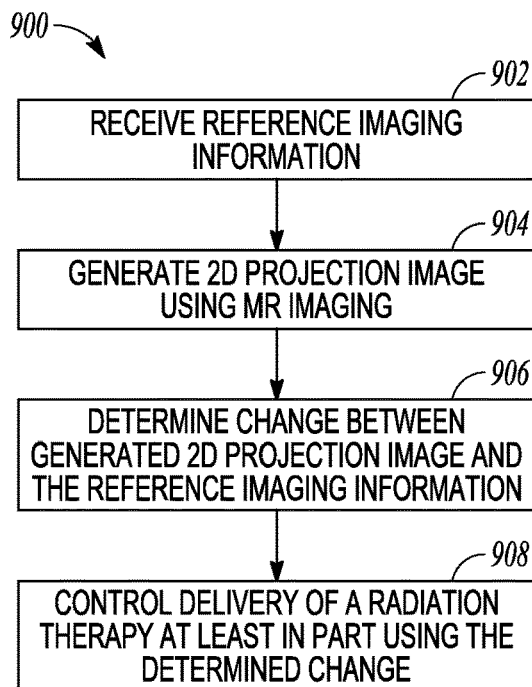 900
902
RECEIVE REFERENCE IMAGING
INFORMATION
904
GENERATE 2D PROJECTION IMAGE
USING MR IMAGING
906
DETERMINE CHANGE BETWEEN
GENERATED 2D PROJECTION IMAGE AND
THE REFERENCE IMAGING INFORMATION
908
CONTROL DELIVERY OF A RADIATION
THERAPY AT LEAST IN PART USING THE
DETERMINED CHANGE